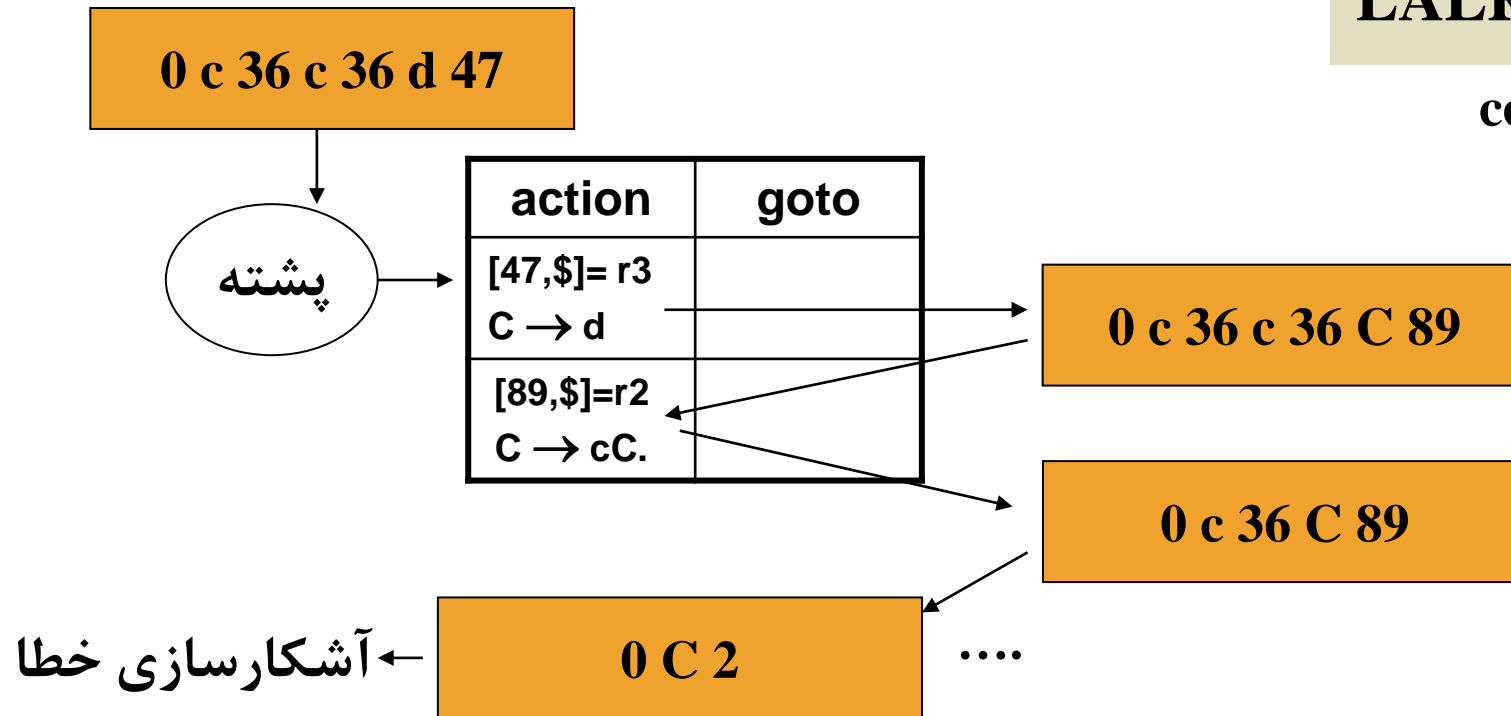 0 c 36 c 36 d 47
action goto
پشته
[47,$]= r3
C → d
0 c 36 c 36 C 89
[89,$]=r2
C → cC.
0 c 36 C 89
0 C 2
....
آشکارسازی خطا